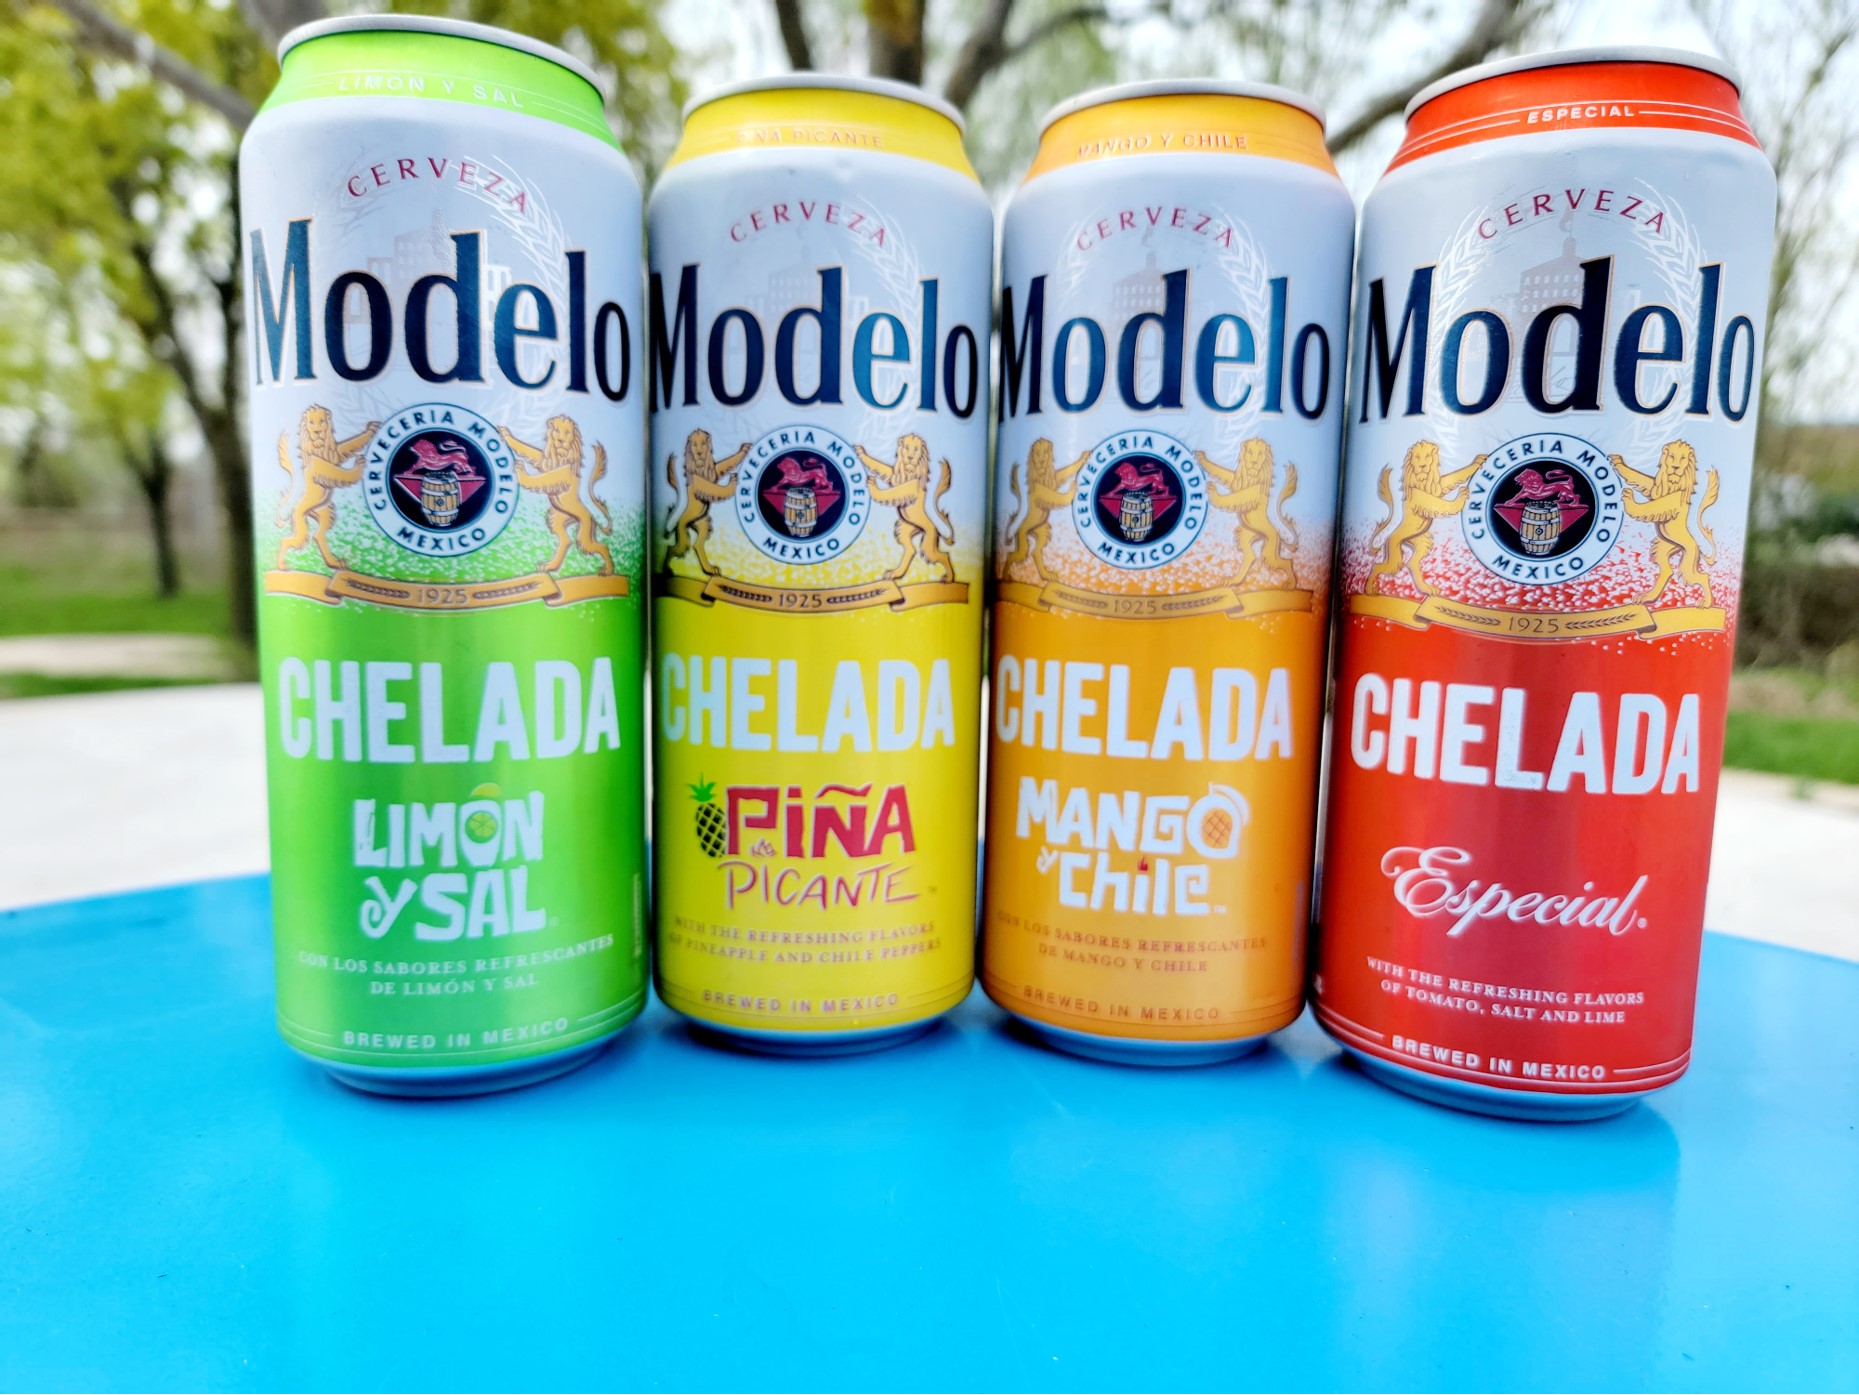 LIMÓN Y SAL
CERVEZA
Modelo
CERVECERIA MODELO
MEXICO
1925
CHELADA
LIMÓN
Y SAL
CON LOS SABORES REFRESCANTES
DE LIMÓN Y SAL
BREWED IN MEXICO
PIÑA PICANTE
CERVEZA
Modelo
CERVECERIA MODELO
MEXICO
1925
CHELADA
PIÑA
PICANTE™
WITH THE REFRESHING FLAVORS
OF PINEAPPLE AND CHILE PEPPERS
BREWED IN MEXICO
MANGO Y CHILE
CERVEZA
Modelo
CERVECERIA MODELO
MEXICO
1925
CHELADA
MANGO
y Chile™
CON LOS SABORES REFRESCANTES
DE MANGO Y CHILE
BREWED IN MEXICO
ESPECIAL
CERVEZA
Modelo
CERVECERIA MODELO
MEXICO
1925
CHELADA
Especial®
WITH THE REFRESHING FLAVORS
OF TOMATO, SALT AND LIME
BREWED IN MEXICO